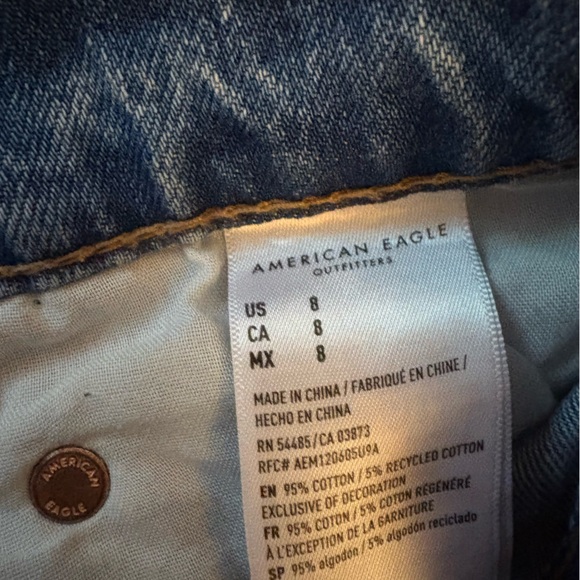 AMERICAN EAGLE
OUTFITTERS
US 8
CA 8
MX 8
MADE IN CHINA / FABRIQUÉ EN CHINE /
HECHO EN CHINA
RN 54485/CA 03873
RFC# AEM120605U9A
EN 95% COTTON / 5% RECYCLED COTTON
EXCLUSIVE OF DECORATION
FR 95% COTON / 5% COTON RÉGÉNÉRÉ
À L'EXCEPTION DE LA GARNITURE
SP 95% algodón / 5% algodón reciclado
AMERICAN
EAGLE